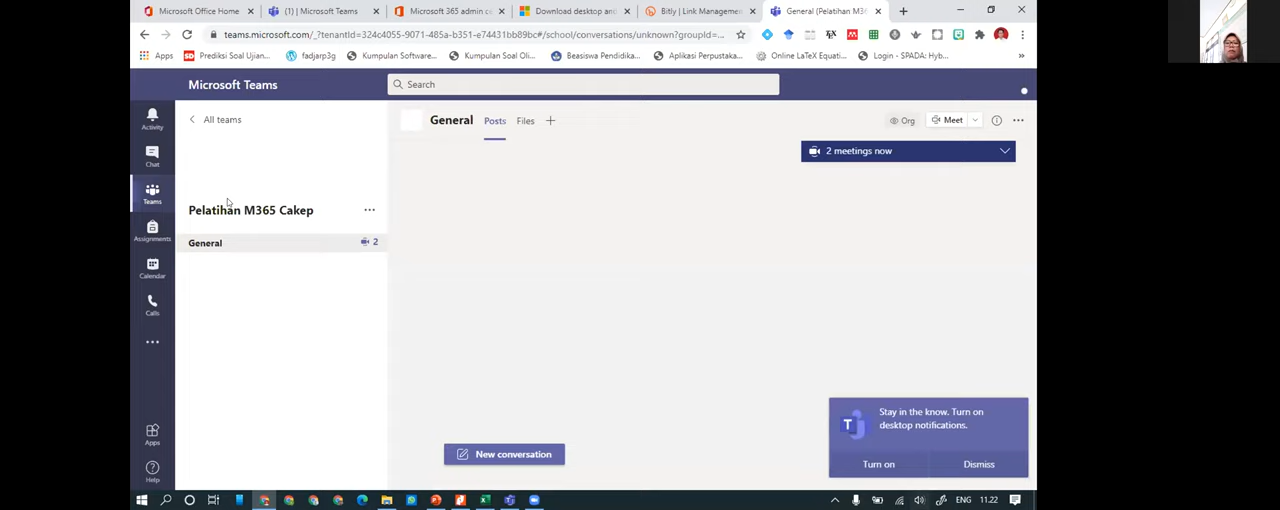 Microsoft Office Home
(1) | Microsoft Teams
Microsoft 365 admin ce
Download desktop and
Bitly | Link Managemen
General (Pelatihan M36
teams.microsoft.com/_?tenantId=324c4055-9071-485a-b351-e74431bb89bc#/school/conversations/unknown?groupId=...
Apps
Prediksi Soal Ujian...
fadjarp3g
Kumpulan Software...
Kumpulan Soal Oli...
Beasiswa Pendidika...
Aplikasi Perpustaka...
Online LaTeX Equati...
Login - SPADA: Hyb...
Microsoft Teams
Search
Activity
Chat
Teams
Assignments
Calendar
Calls
Apps
Help
All teams
Pelatihan M365 Cakep
General
2
General
Posts
Files
Org
Meet
2 meetings now
New conversation
Stay in the know. Turn on
desktop notifications.
Turn on
Dismiss
ENG
11.22